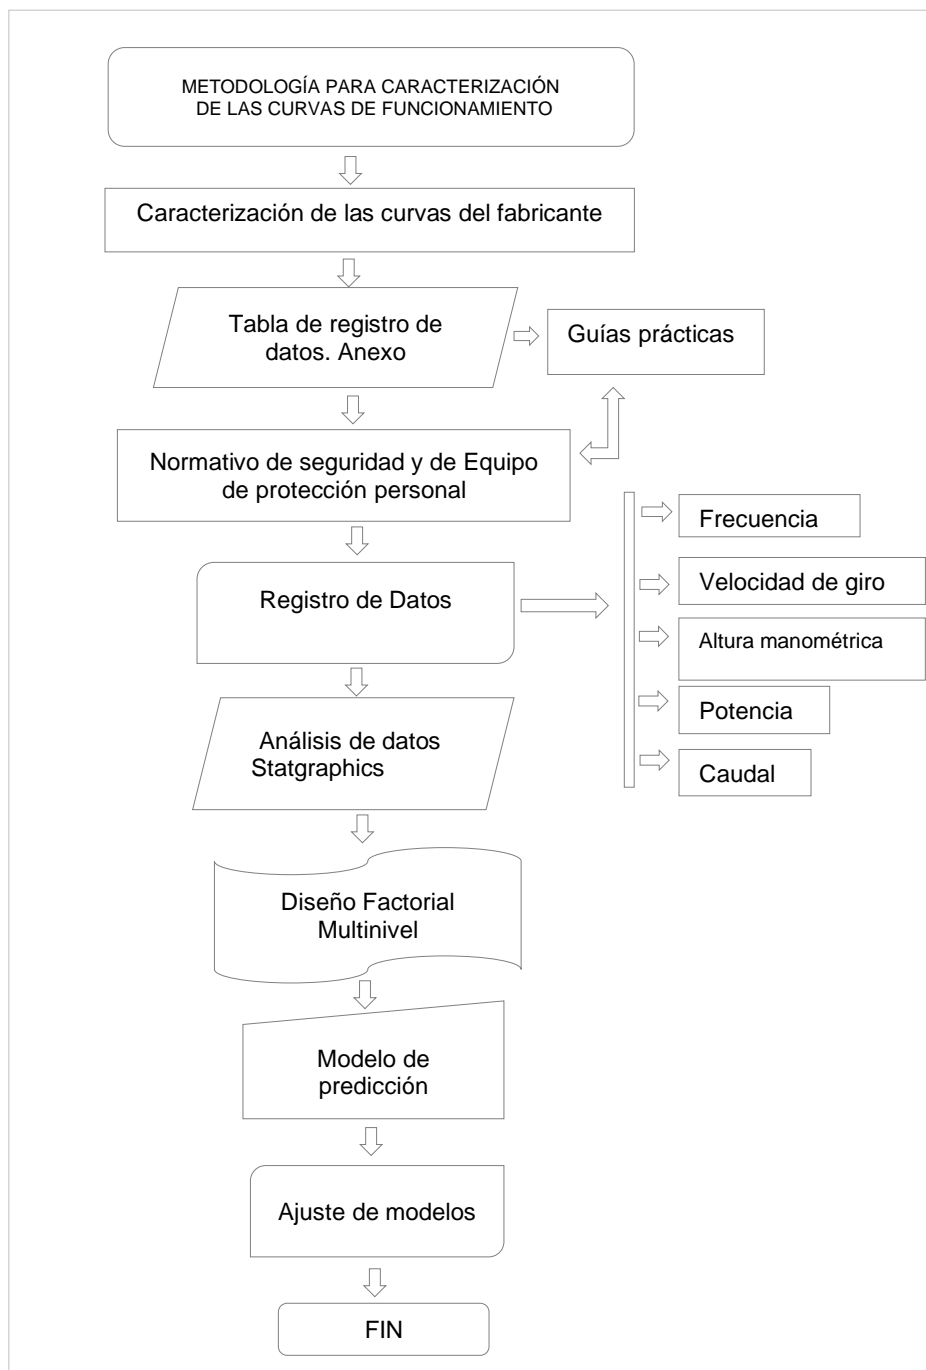 METODOLOGÍA PARA CARACTERIZACIÓN
DE LAS CURVAS DE FUNCIONAMIENTO
Caracterización de las curvas del fabricante
Tabla de registro de
datos. Anexo
Guías prácticas
Normativo de seguridad y de Equipo
de protección personal
Registro de Datos
Frecuencia
Velocidad de giro
Altura manométrica
Potencia
Caudal
Análisis de datos
Statgraphics
Diseño Factorial
Multinivel
Modelo de
predicción
Ajuste de modelos
FIN